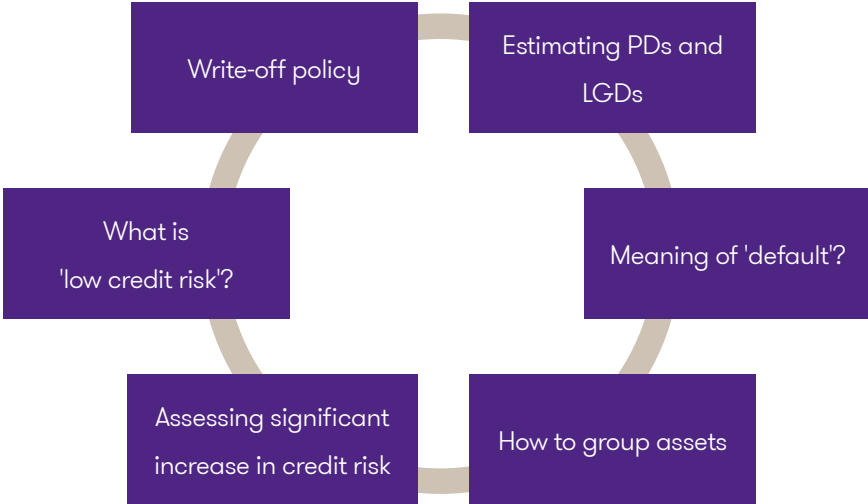 Write-off policy
Estimating PDs and
LGDs
What is
'low credit risk'?
Meaning of 'default'?
Assessing significant
increase in credit risk
How to group assets